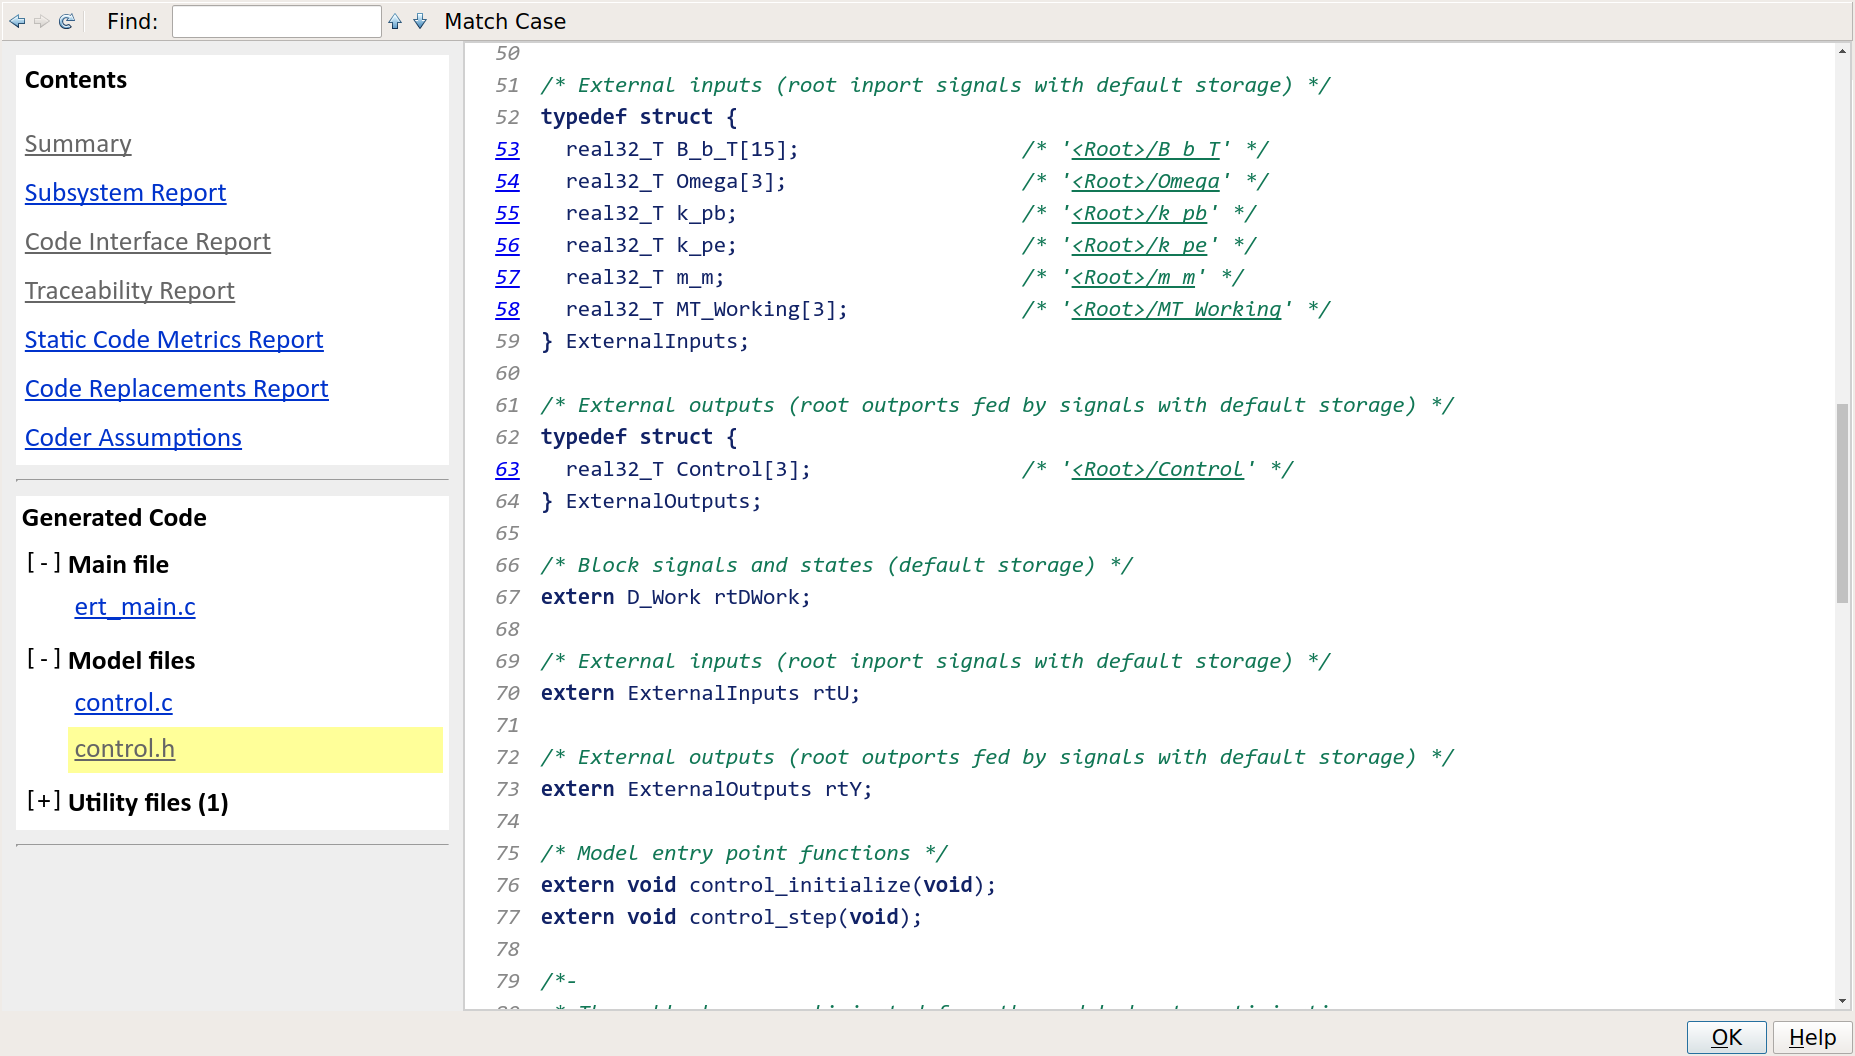 Find:
Match Case
Contents
Summary
Subsystem Report
Code Interface Report
Traceability Report
Static Code Metrics Report
Code Replacements Report
Coder Assumptions
Generated Code
[-] Main file
ert_main.c
[-] Model files
control.c
control.h
[+] Utility files (1)
50
51 /* External inputs (root inport signals with default storage) */
52 typedef struct {
53 real32_T B_b_T[15]; /* '<Root>/B_b_T' */
54 real32_T Omega[3]; /* '<Root>/Omega' */
55 real32_T k_pb; /* '<Root>/k_pb' */
56 real32_T k_pe; /* '<Root>/k_pe' */
57 real32_T m_m; /* '<Root>/m_m' */
58 real32_T MT_Working[3]; /* '<Root>/MT_Working' */
59 } ExternalInputs;
60
61 /* External outputs (root outports fed by signals with default storage) */
62 typedef struct {
63 real32_T Control[3]; /* '<Root>/Control' */
64 } ExternalOutputs;
65
66 /* Block signals and states (default storage) */
67 extern D_Work rtDWork;
68
69 /* External inputs (root inport signals with default storage) */
70 extern ExternalInputs rtU;
71
72 /* External outputs (root outports fed by signals with default storage) */
73 extern ExternalOutputs rtY;
74
75 /* Model entry point functions */
76 extern void control_initialize(void);
77 extern void control_step(void);
78
79 /*-
OK
Help